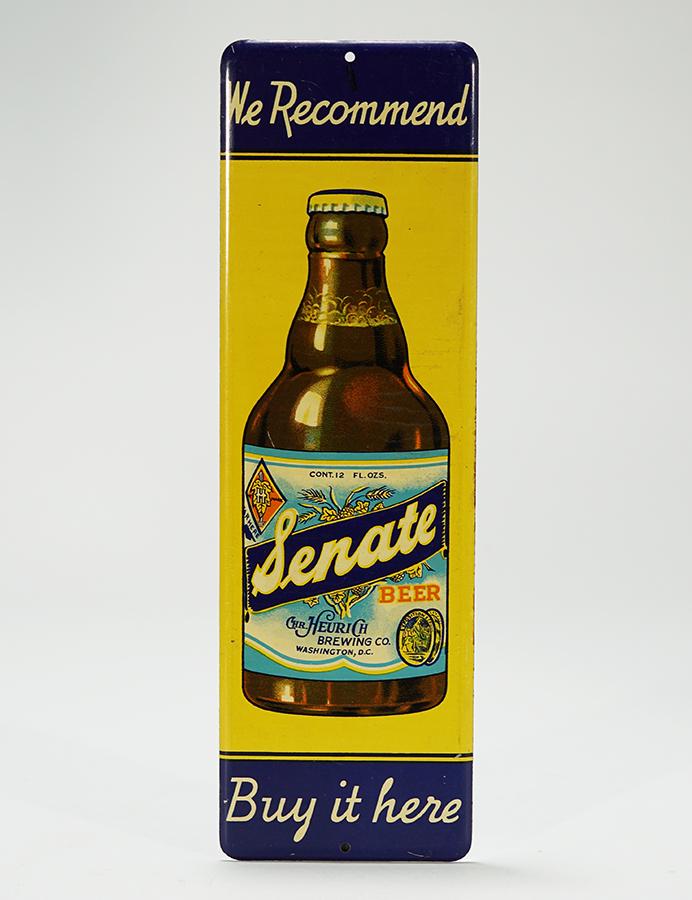 We Recommend
CONT. 12 FL. OZS.
H
Senate
BEER
CHR. HEURICH
BREWING CO.
WASHINGTON, D.C.
Buy it here